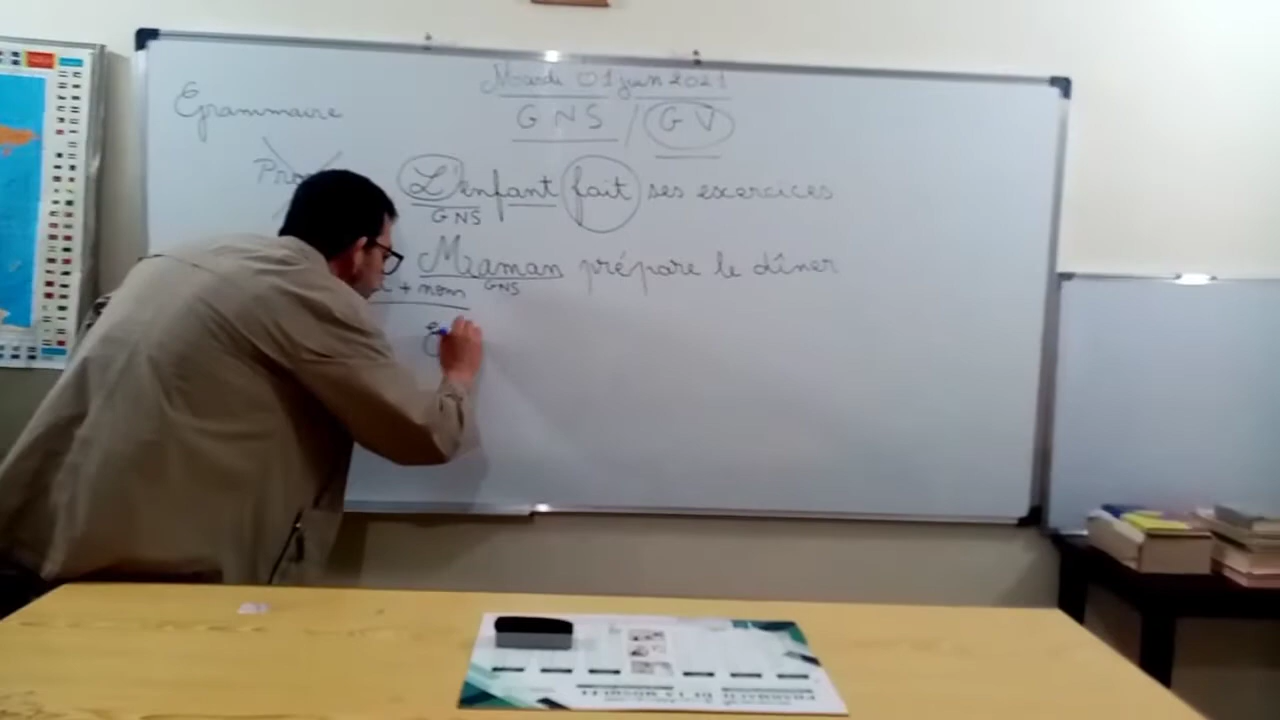 Mardi 01 juin 2021
Grammaire
GNS / GV
L'enfant fait ses exercices
GNS
Maman prépare le dîner
+ nom GNS